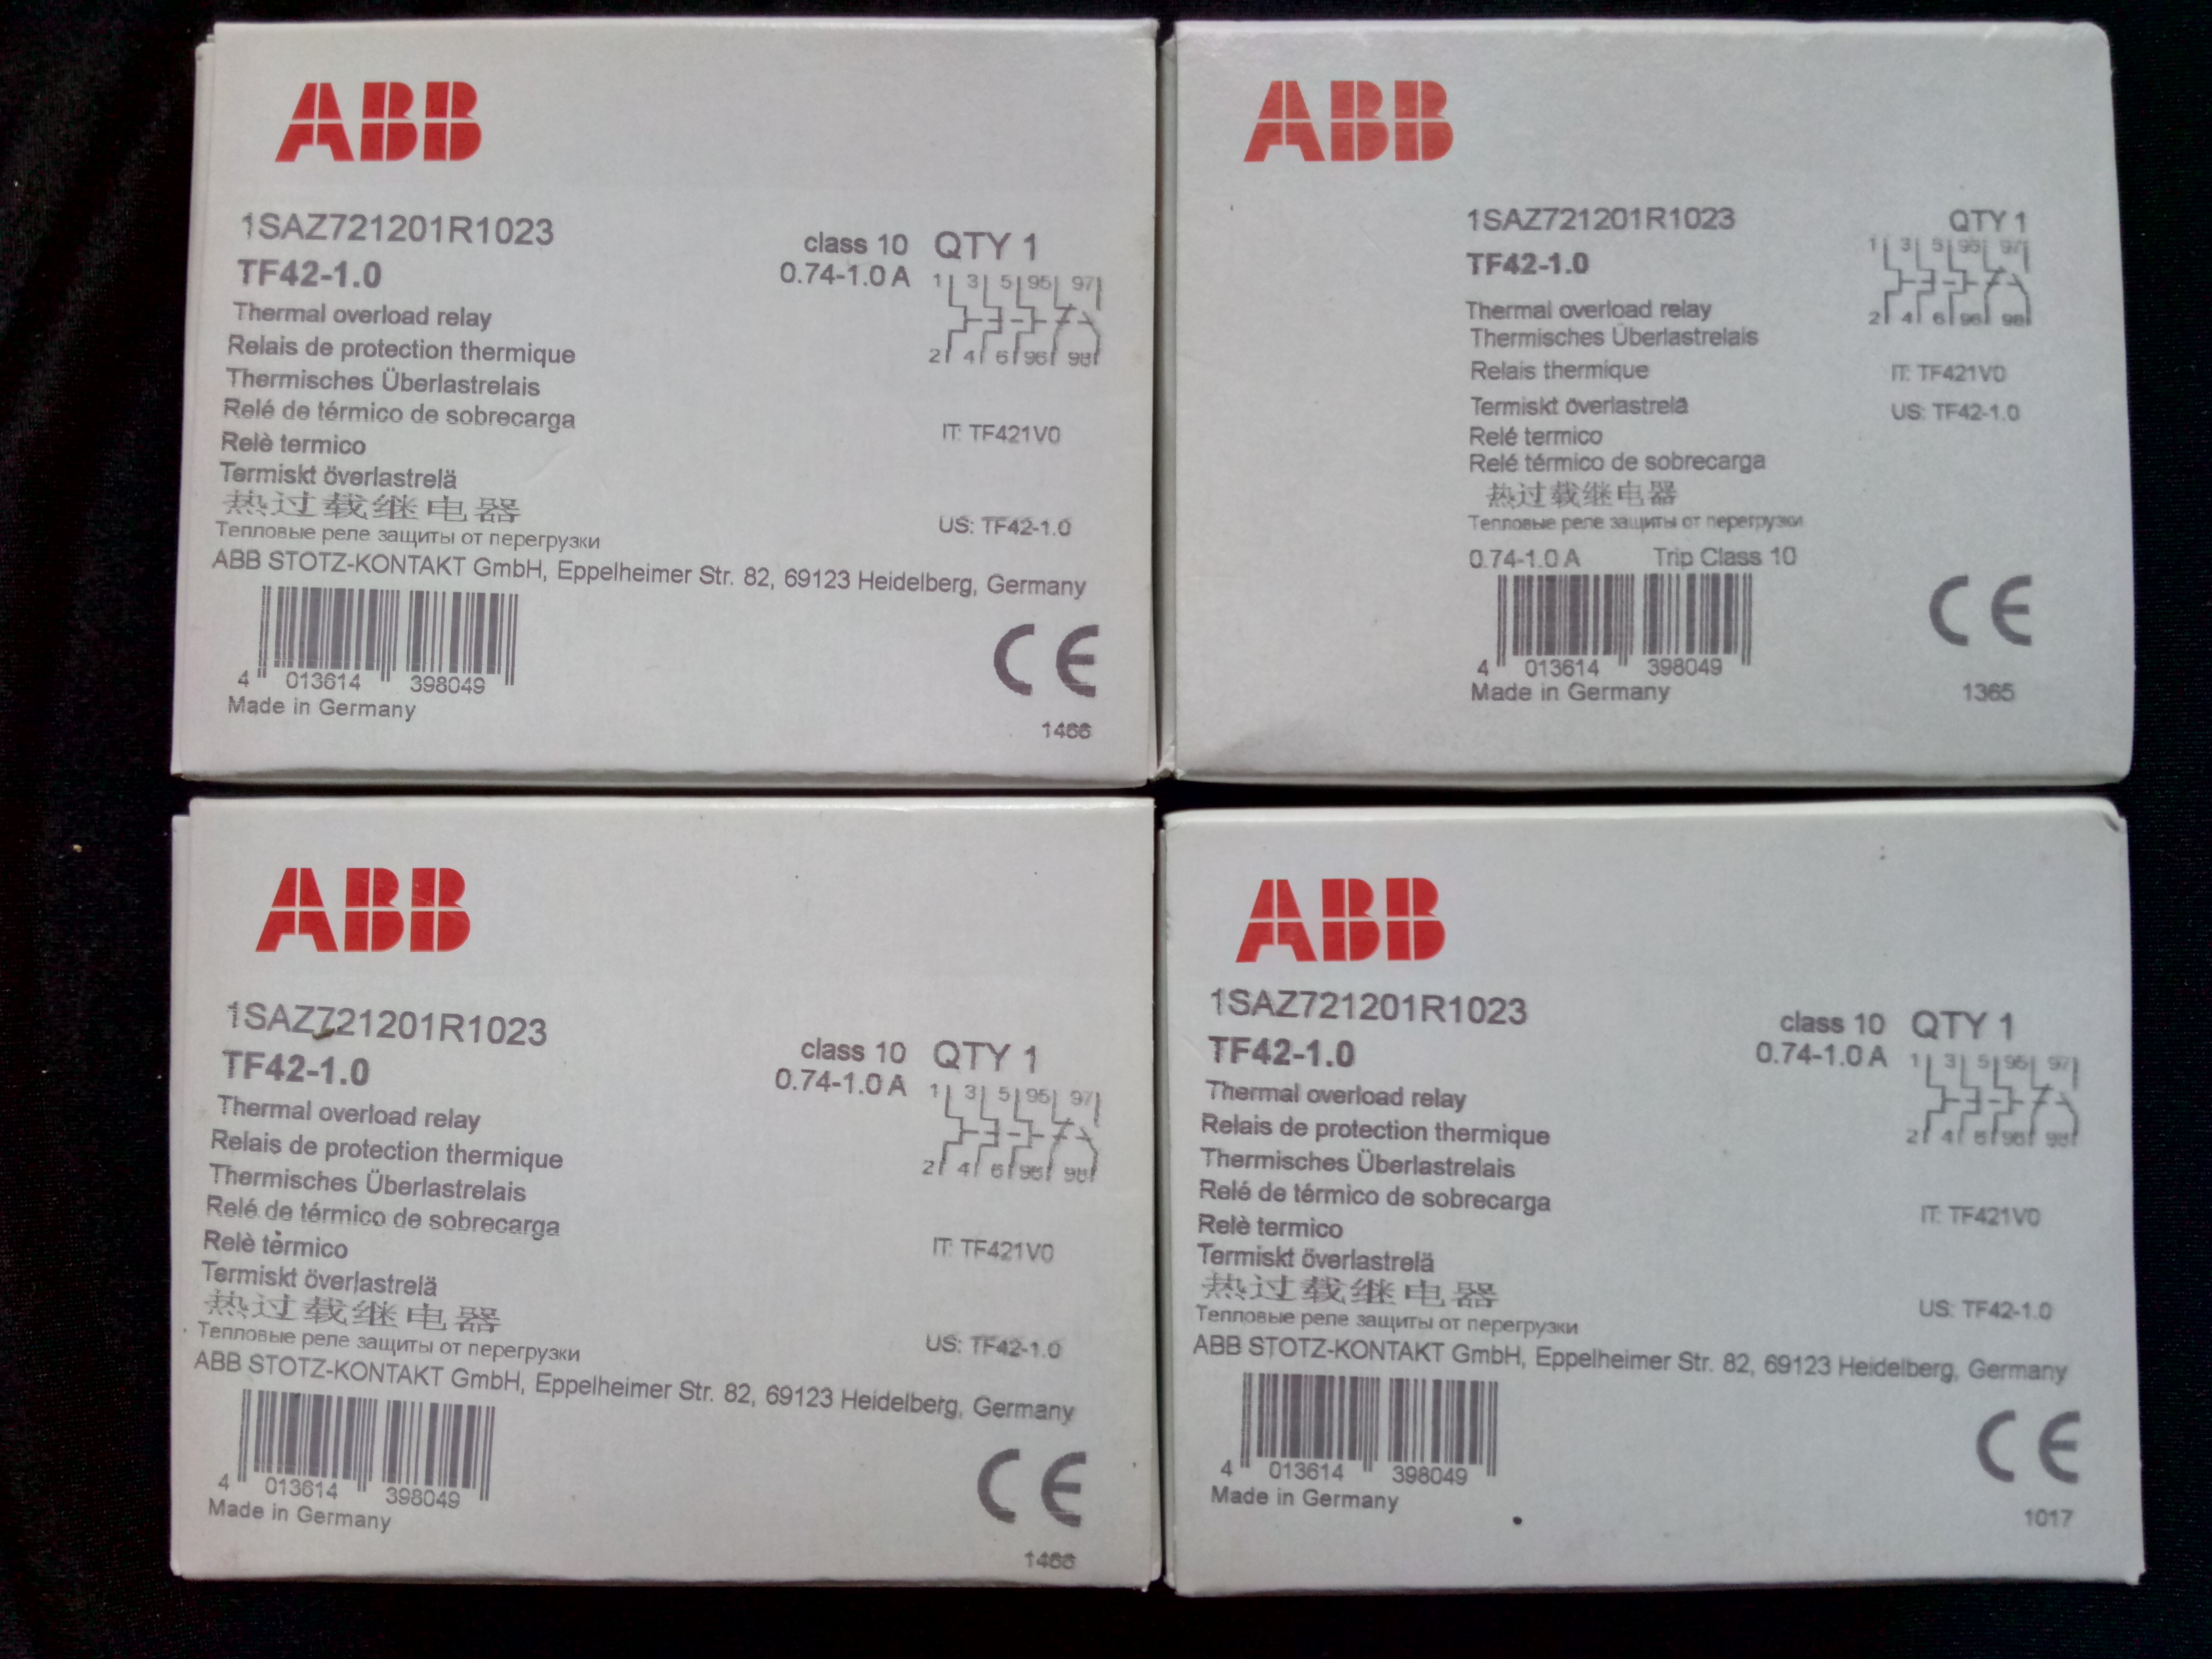 ABB
1SAZ721201R1023
TF42-1.0
Thermal overload relay
Relais de protection thermique
Thermisches Überlastrelais
Relé de térmico de sobrecarga
Relè termico
Termiskt överlastrelä
热过载继电器
Тепловые реле защиты от перегрузки
ABB STOTZ-KONTAKT GmbH, Eppelheimer Str. 82, 69123 Heidelberg, Germany
class 10 QTY 1
0.74-1.0 A
1 3 5 95 97
2 4 6 96 98
IT: TF421V0
US: TF42-1.0
4 013614 398049
Made in Germany
CE
1466
ABB
1SAZ721201R1023
TF42-1.0
Thermal overload relay
Thermisches Überlastrelais
Relais thermique
Termiskt överlastrelä
Relé termico
Relé térmico de sobrecarga
热过载继电器
Тепловые реле защиты от перегрузки
0.74-1.0 A Trip Class 10
QTY 1
1 3 5 95 97
2 4 6 96 98
IT: TF421V0
US: TF42-1.0
4 013614 398049
Made in Germany
CE
1365
ABB
1SAZ721201R1023
TF42-1.0
Thermal overload relay
Relais de protection thermique
Thermisches Überlastrelais
Relé de térmico de sobrecarga
Relè termico
Termiskt överlastrelä
热过载继电器
Тепловые реле защиты от перегрузки
ABB STOTZ-KONTAKT GmbH, Eppelheimer Str. 82, 69123 Heidelberg, Germany
class 10 QTY 1
0.74-1.0 A
1 3 5 95 97
2 4 6 96 98
IT: TF421V0
US: TF42-1.0
4 013614 398049
Made in Germany
CE
1466
ABB
1SAZ721201R1023
TF42-1.0
Thermal overload relay
Relais de protection thermique
Thermisches Überlastrelais
Relé de térmico de sobrecarga
Relè termico
Termiskt överlastrelä
热过载继电器
Тепловые реле защиты от перегрузки
ABB STOTZ-KONTAKT GmbH, Eppelheimer Str. 82, 69123 Heidelberg, Germany
class 10 QTY 1
0.74-1.0 A
1 3 5 95 97
2 4 6 96 98
IT: TF421V0
US: TF42-1.0
4 013614 398049
Made in Germany
CE
1017